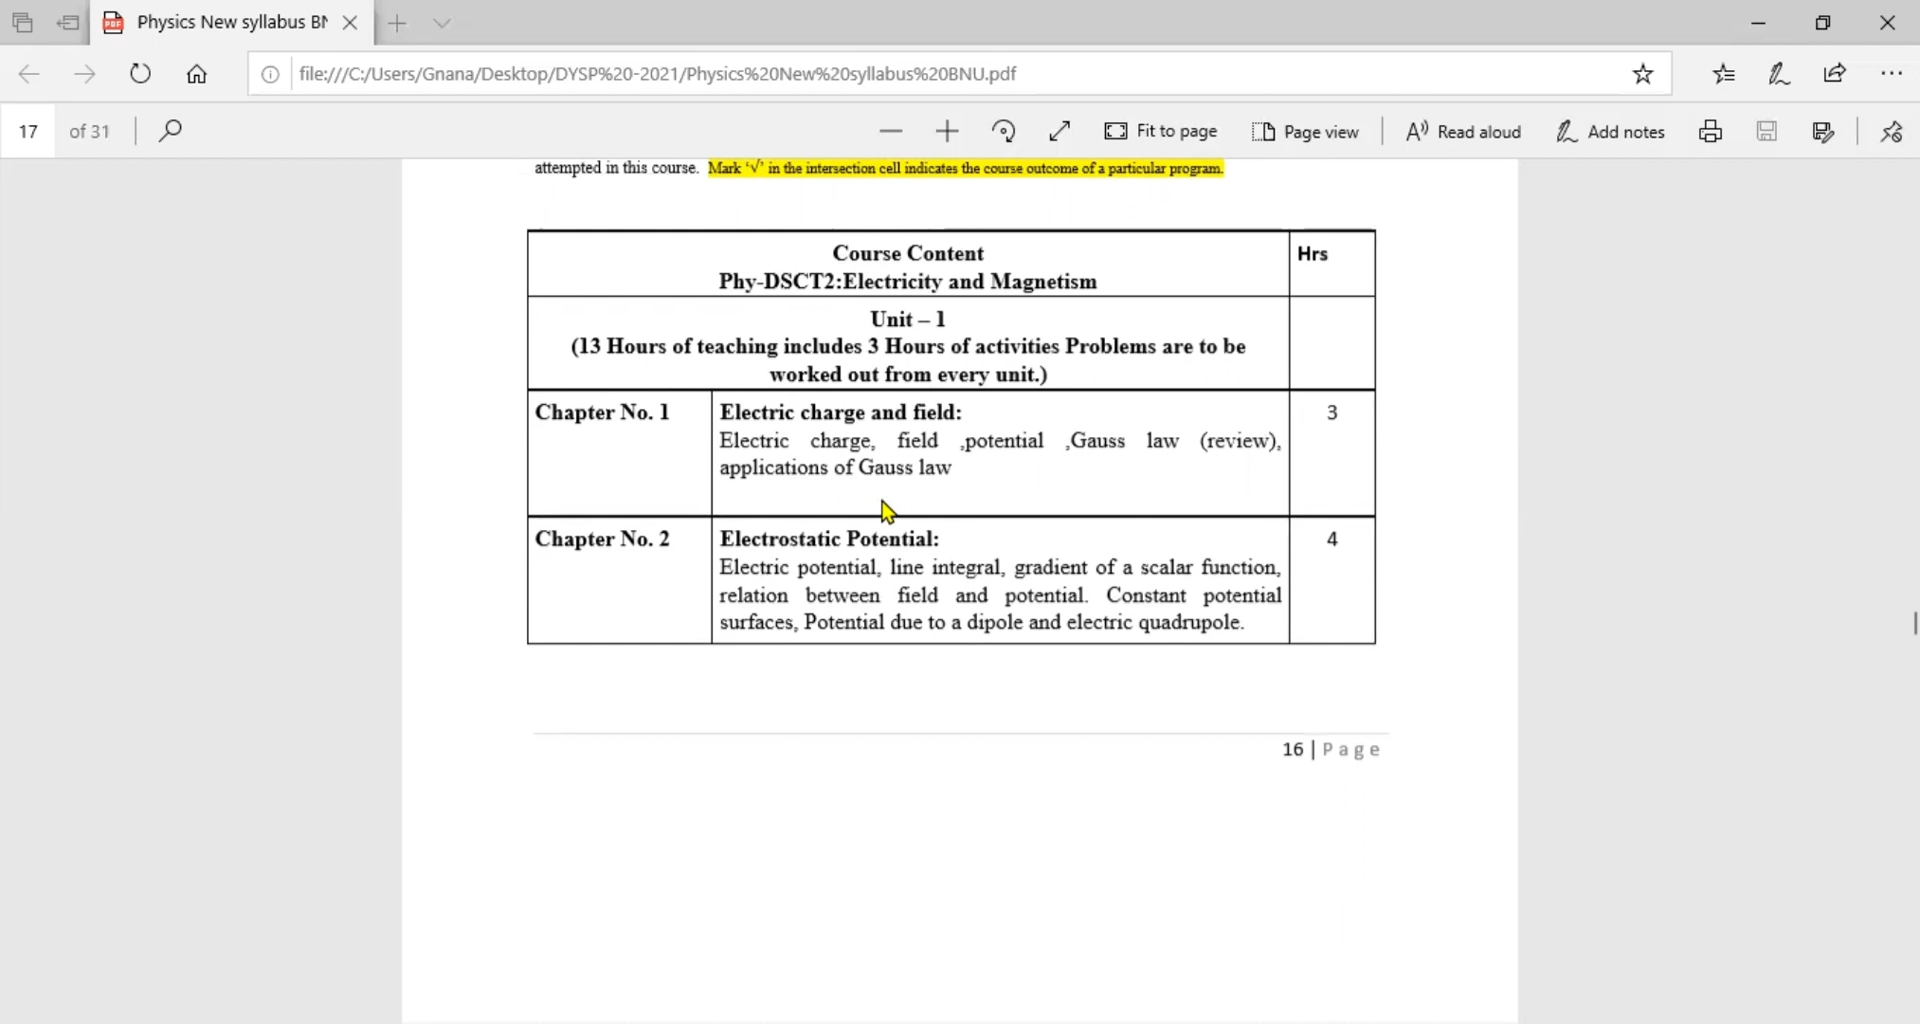 Physics New syllabus BN
file:///C:/Users/Gnana/Desktop/DYSP%20-2021/Physics%20New%20syllabus%20BNU.pdf
17 of 31 Fit to page Page view Read aloud Add notes
attempted in this course. Mark ‘√’ in the intersection cell indicates the course outcome of a particular program.
Course Content Hrs
Phy-DSCT2:Electricity and Magnetism
Unit – 1
(13 Hours of teaching includes 3 Hours of activities Problems are to be
worked out from every unit.)
Chapter No. 1 Electric charge and field: 3
Electric charge, field ,potential ,Gauss law (review),
applications of Gauss law
Chapter No. 2 Electrostatic Potential: 4
Electric potential, line integral, gradient of a scalar function,
relation between field and potential. Constant potential
surfaces, Potential due to a dipole and electric quadrupole.
16 | Page